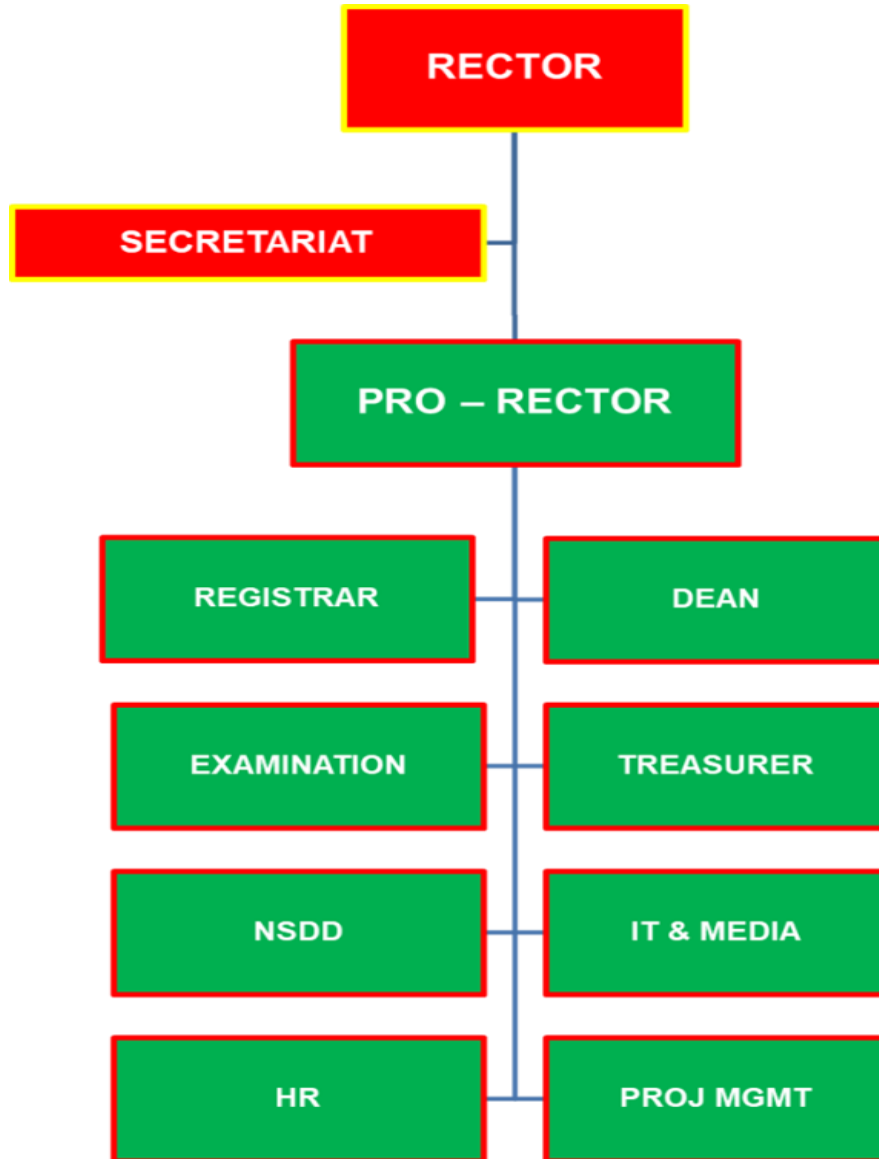 RECTOR
SECRETARIAT
PRO – RECTOR
REGISTRAR
DEAN
EXAMINATION
TREASURER
NSDD
IT & MEDIA
HR
PROJ MGMT